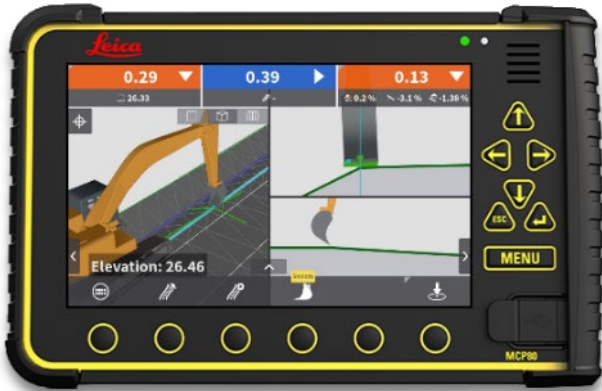 Leica
0.29
0.39
0.13
26.33
-
0.2 %
-3.1 %
-1.38 %
Elevation: 26.46
ESC
MENU
MCP80